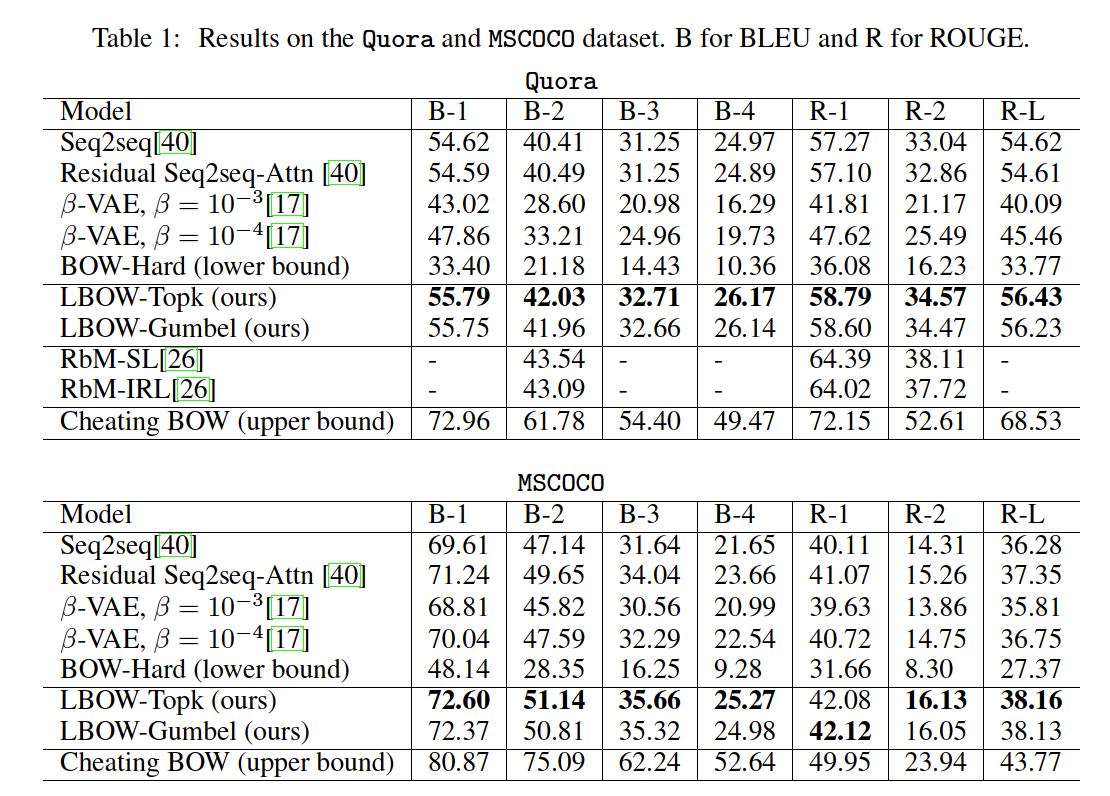 Table 1: Results on the Quora and MSCOCO dataset. B for BLEU and R for ROUGE.
Quora
Model B-1 B-2 B-3 B-4 R-1 R-2 R-L
Seq2seq[40] 54.62 40.41 31.25 24.97 57.27 33.04 54.62
Residual Seq2seq-Attn [40] 54.59 40.49 31.25 24.89 57.10 32.86 54.61
β-VAE, β = 10⁻³[17] 43.02 28.60 20.98 16.29 41.81 21.17 40.09
β-VAE, β = 10⁻⁴[17] 47.86 33.21 24.96 19.73 47.62 25.49 45.46
BOW-Hard (lower bound) 33.40 21.18 14.43 10.36 36.08 16.23 33.77
LBOW-Topk (ours) 55.79 42.03 32.71 26.17 58.79 34.57 56.43
LBOW-Gumbel (ours) 55.75 41.96 32.66 26.14 58.60 34.47 56.23
RbM-SL[26] - 43.54 - - 64.39 38.11 -
RbM-IRL[26] - 43.09 - - 64.02 37.72 -
Cheating BOW (upper bound) 72.96 61.78 54.40 49.47 72.15 52.61 68.53
MSCOCO
Model B-1 B-2 B-3 B-4 R-1 R-2 R-L
Seq2seq[40] 69.61 47.14 31.64 21.65 40.11 14.31 36.28
Residual Seq2seq-Attn [40] 71.24 49.65 34.04 23.66 41.07 15.26 37.35
β-VAE, β = 10⁻³[17] 68.81 45.82 30.56 20.99 39.63 13.86 35.81
β-VAE, β = 10⁻⁴[17] 70.04 47.59 32.29 22.54 40.72 14.75 36.75
BOW-Hard (lower bound) 48.14 28.35 16.25 9.28 31.66 8.30 27.37
LBOW-Topk (ours) 72.60 51.14 35.66 25.27 42.08 16.13 38.16
LBOW-Gumbel (ours) 72.37 50.81 35.32 24.98 42.12 16.05 38.13
Cheating BOW (upper bound) 80.87 75.09 62.24 52.64 49.95 23.94 43.77